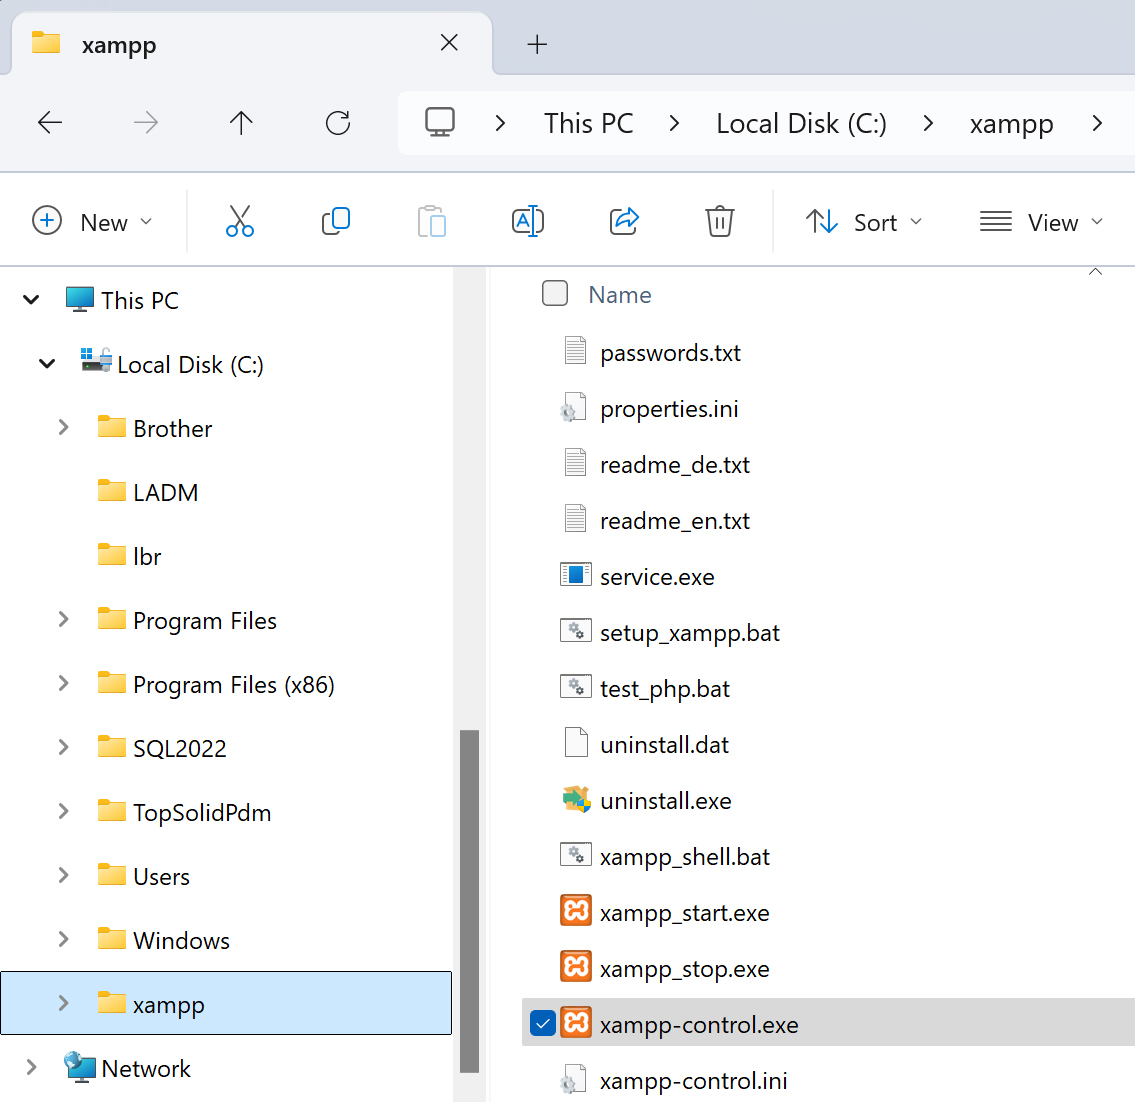 xampp
This PC
Local Disk (C:)
xampp
New
Sort
View
This PC
Local Disk (C:)
Brother
LADM
lbr
Program Files
Program Files (x86)
SQL2022
TopSolidPdm
Users
Windows
xampp
Network
Name
passwords.txt
properties.ini
readme_de.txt
readme_en.txt
service.exe
setup_xampp.bat
test_php.bat
uninstall.dat
uninstall.exe
xampp_shell.bat
xampp_start.exe
xampp_stop.exe
xampp-control.exe
xampp-control.ini